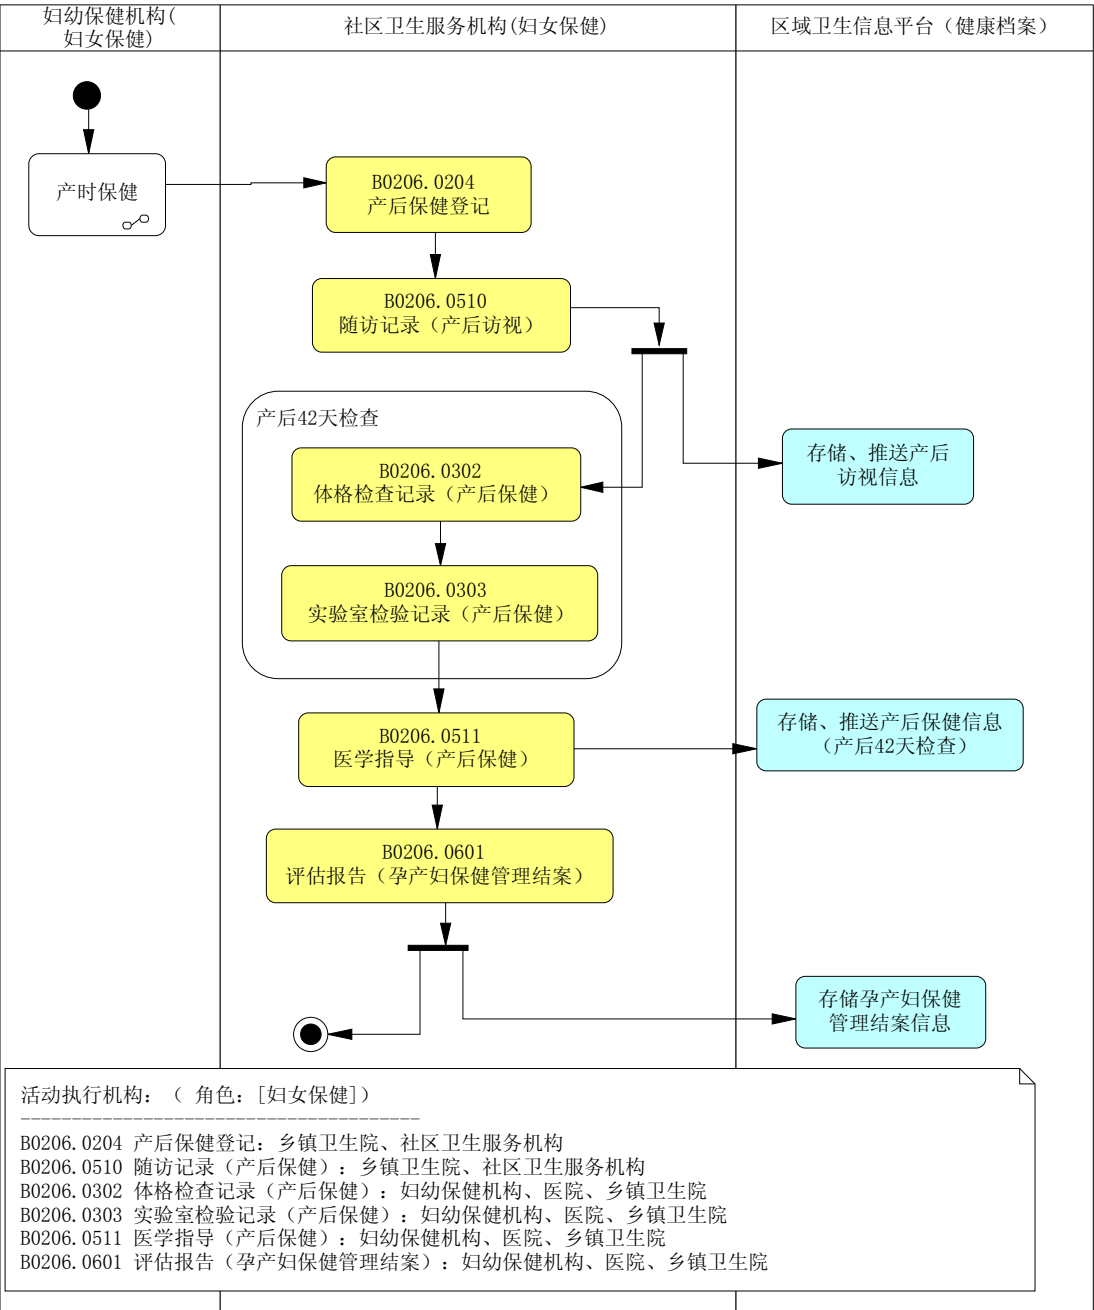 妇幼保健机构(
妇女保健)
社区卫生服务机构(妇女保健)
区域卫生信息平台（健康档案）
产时保健
B0206.0204
产后保健登记
B0206.0510
随访记录（产后访视）
产后42天检查
B0206.0302
体格检查记录（产后保健）
存储、推送产后
访视信息
B0206.0303
实验室检验记录（产后保健）
B0206.0511
医学指导（产后保健）
存储、推送产后保健信息
（产后42天检查）
B0206.0601
评估报告（孕产妇保健管理结案）
存储孕产妇保健
管理结案信息
活动执行机构：（ 角色：[妇女保健]）
---------------------------------------
B0206.0204 产后保健登记：乡镇卫生院、社区卫生服务机构
B0206.0510 随访记录（产后保健）：乡镇卫生院、社区卫生服务机构
B0206.0302 体格检查记录（产后保健）：妇幼保健机构、医院、乡镇卫生院
B0206.0303 实验室检验记录（产后保健）：妇幼保健机构、医院、乡镇卫生院
B0206.0511 医学指导（产后保健）：妇幼保健机构、医院、乡镇卫生院
B0206.0601 评估报告（孕产妇保健管理结案）：妇幼保健机构、医院、乡镇卫生院